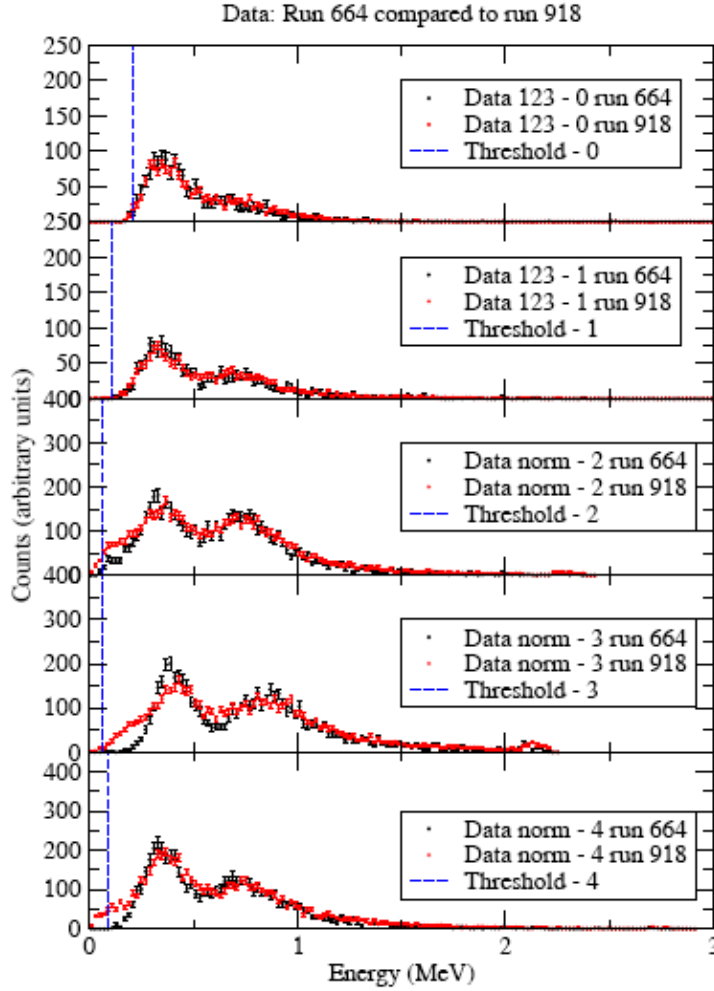 Data: Run 664 compared to run 918
250
200
150
100
50
Data 123 - 0 run 664
Data 123 - 0 run 918
Threshold - 0
250
200
150
100
50
Data 123 - 1 run 664
Data 123 - 1 run 918
Threshold - 1
400
300
200
100
Data norm - 2 run 664
Data norm - 2 run 918
Threshold - 2
400
300
200
100
0
Data norm - 3 run 664
Data norm - 3 run 918
Threshold - 3
400
300
200
100
0
Data norm - 4 run 664
Data norm - 4 run 918
Threshold - 4
0 1 2 3
Energy (MeV)
Counts (arbitrary units)